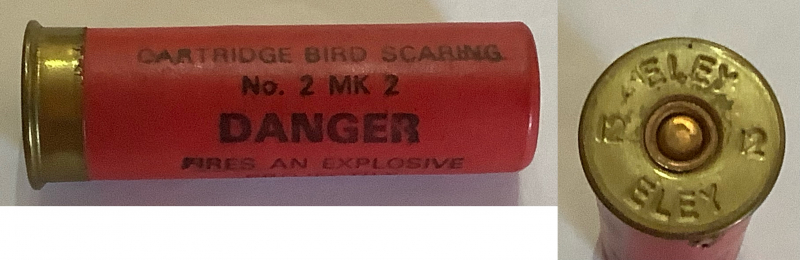 CARTRIDGE BIRD SCARING
No. 2 MK 2
DANGER
FIRES AN EXPLOSIVE
ELEY
12 12
ELEY